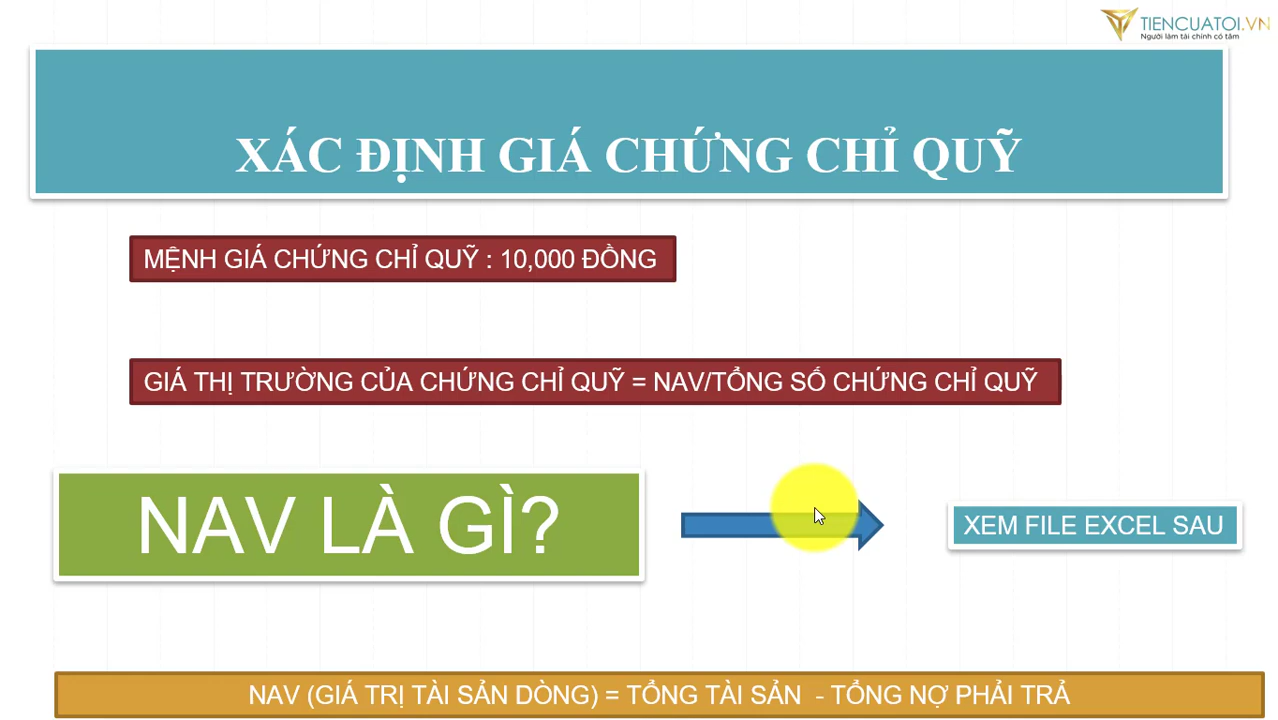 TIENCUATOI.VN
Người làm tài chính có tâm
XÁC ĐỊNH GIÁ CHỨNG CHỈ QUỸ
MỆNH GIÁ CHỨNG CHỈ QUỸ : 10,000 ĐỒNG
GIÁ THỊ TRƯỜNG CỦA CHỨNG CHỈ QUỸ = NAV/TỔNG SỐ CHỨNG CHỈ QUỸ
NAV LÀ GÌ?
XEM FILE EXCEL SAU
NAV (GIÁ TRỊ TÀI SẢN DÒNG) = TỔNG TÀI SẢN - TỔNG NỢ PHẢI TRẢ